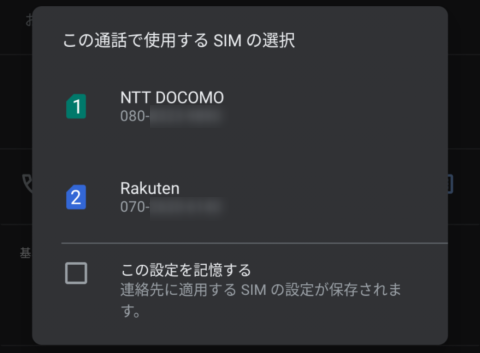 この通話で使用する SIM の選択
1
NTT DOCOMO
080-
2
Rakuten
070-
基
この設定を記憶する
連絡先に適用する SIM の設定が保存されま
す。